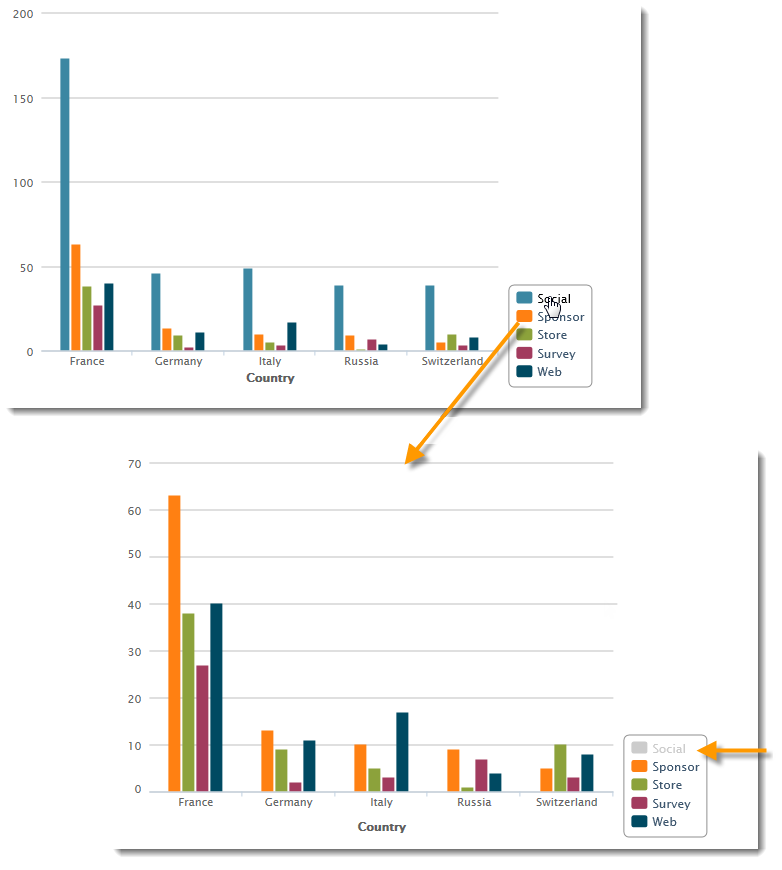 200
150
100
50
0
France Germany Italy Russia Switzerland
Country
Social
Sponsor
Store
Survey
Web
70
60
50
40
30
20
10
0
France Germany Italy Russia Switzerland
Country
Social
Sponsor
Store
Survey
Web